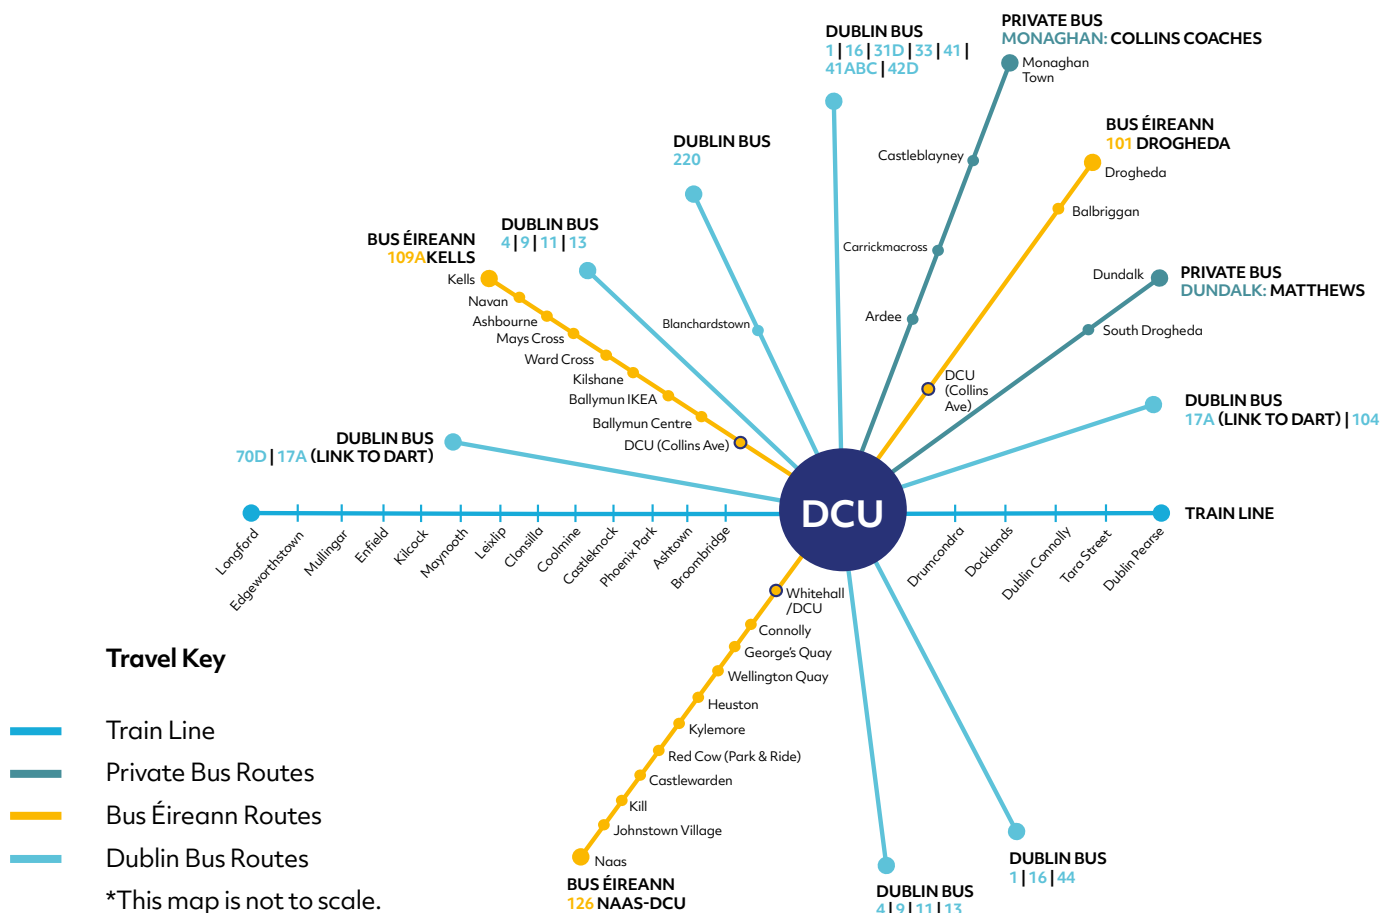 DUBLIN BUS
1 | 16 | 31D | 33 | 41 |
41ABC | 42D
PRIVATE BUS
MONAGHAN: COLLINS COACHES
Monaghan
Town
Castleblayney
Carrickmacross
Ardee
BUS ÉIREANN
101 DROGHEDA
Drogheda
Balbriggan
DCU
(Collins
Ave)
DUBLIN BUS
220
Blanchardstown
DUBLIN BUS
4 | 9 | 11 | 13
BUS ÉIREANN
109AKELLS
Kells
Navan
Ashbourne
Mays Cross
Ward Cross
Kilshane
Ballymun IKEA
Ballymun Centre
DCU (Collins Ave)
Dundalk
PRIVATE BUS
DUNDALK: MATTHEWS
South Drogheda
DUBLIN BUS
17A (LINK TO DART) | 104
DUBLIN BUS
70D | 17A (LINK TO DART)
DCU
TRAIN LINE
Longford
Edgeworthstown
Mullingar
Enfield
Kilcock
Maynooth
Leixlip
Clonsilla
Coolmine
Castleknock
Phoenix Park
Ashtown
Broombridge
Drumcondra
Docklands
Dublin Connolly
Tara Street
Dublin Pearse
Whitehall
/DCU
Connolly
George's Quay
Wellington Quay
Heuston
Kylemore
Red Cow (Park & Ride)
Castlewarden
Kill
Johnstown Village
Naas
BUS ÉIREANN
126 NAAS-DCU
DUBLIN BUS
4 | 9 | 11 | 13
DUBLIN BUS
1 | 16 | 44
Travel Key
Train Line
Private Bus Routes
Bus Éireann Routes
Dublin Bus Routes
*This map is not to scale.